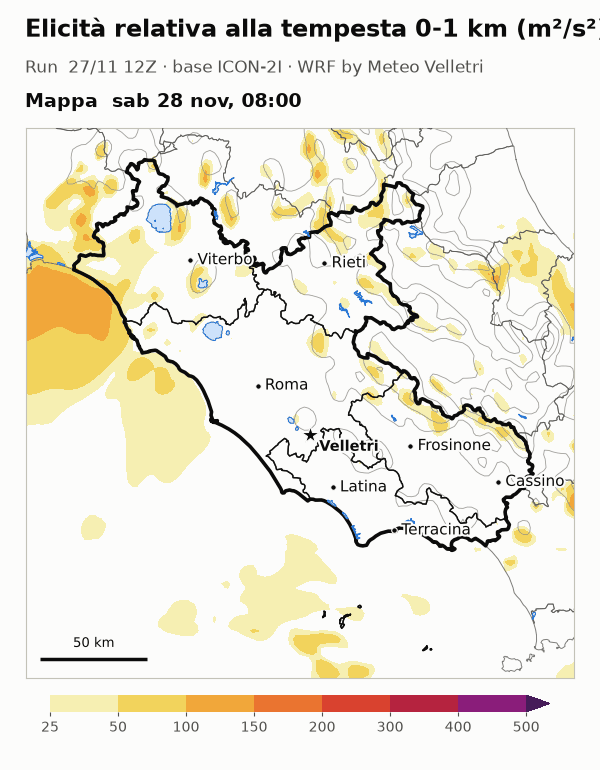 Elicità relativa alla tempesta 0-1 km (m²/s²)
Run 27/11 12Z · base ICON-2I · WRF by Meteo Velletri
Mappa sab 28 nov, 08:00
Viterbo
Rieti
Roma
Velletri
Frosinone
Latina
Cassino
Terracina
50 km
25 50 100 150 200 300 400 500